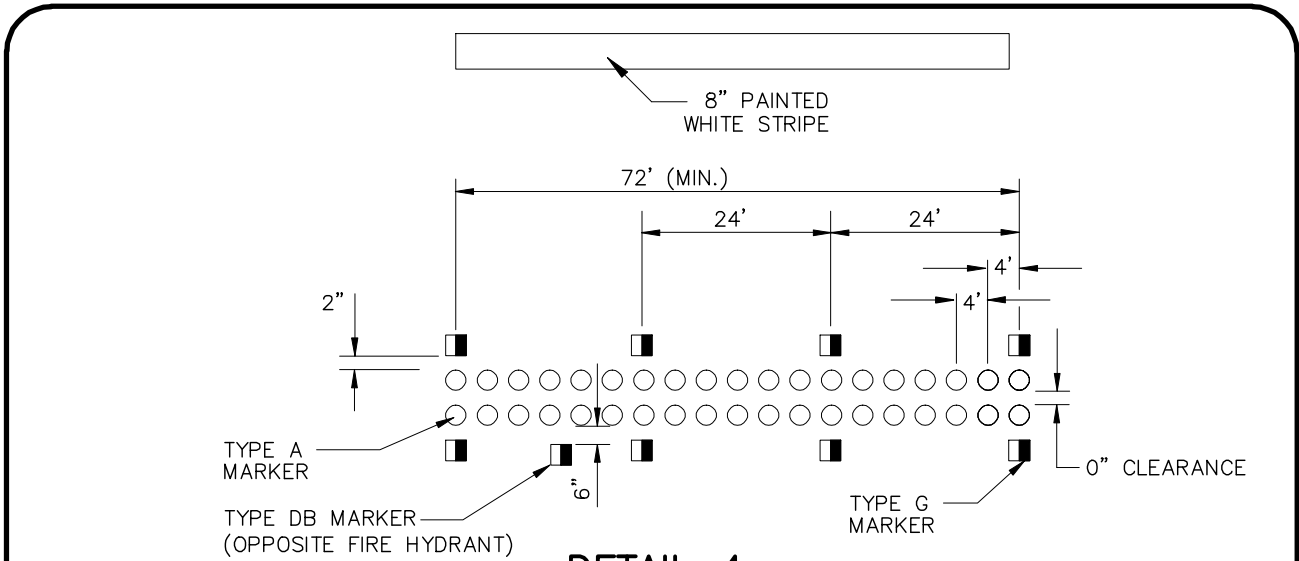 8” PAINTED
WHITE STRIPE
72' (MIN.)
24'
24'
4'
4'
2”
TYPE A
MARKER
0” CLEARANCE
6”
TYPE G
MARKER
TYPE DB MARKER
(OPPOSITE FIRE HYDRANT)